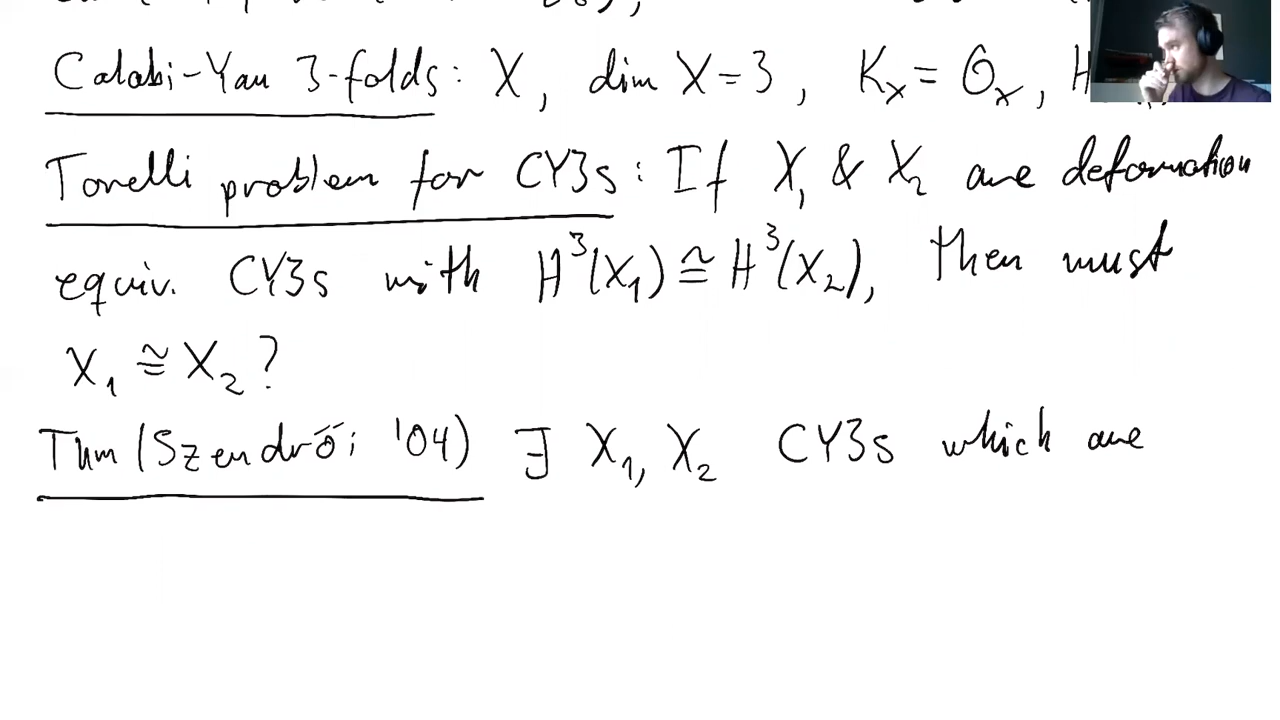 Calabi-Yau 3-folds: X, dim X=3, K_X = O_X, H
Torelli problem for CY3s: If X_1 & X_2 are deformation
equiv. CY3s with H^3(X_1) ≅ H^3(X_2), then must
X_1 ≅ X_2?
Thm (Szendrői '04) ∃ X_1, X_2 CY3s which are